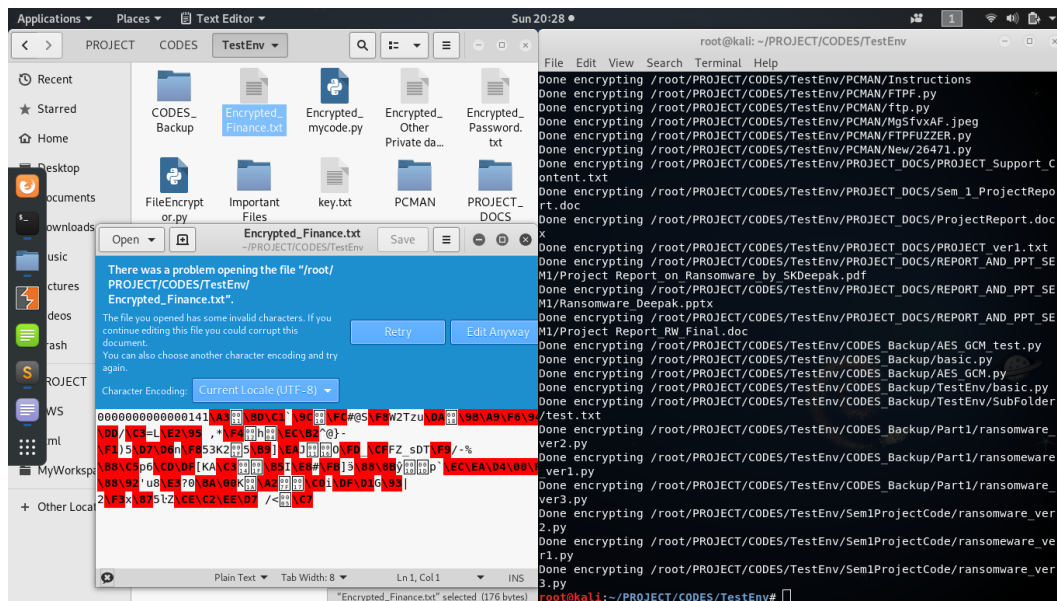 Applications Places Text Editor Sun 20:28 1
PROJECT CODES TestEnv
Recent
Starred
Home
Desktop
ocuments
ownloads
usic
ctures
deos
rash
ROJECT
WS
tml
MyWorkspa
+ Other Locat
CODES_
Backup
Encrypted_
Finance.txt
Encrypted_
mycode.py
Encrypted_
Other
Private da...
Encrypted_
Password.
txt
FileEncrypt
or.py
Important
Files
key.txt
PCMAN
PROJECT_
DOCS
Open
Encrypted_Finance.txt
~/PROJECT/CODES/TestEnv
Save
There was a problem opening the file “/root/
PROJECT/CODES/TestEnv/
Encrypted_Finance.txt”.
The file you opened has some invalid characters. If you
continue editing this file you could corrupt this
document.
You can also choose another character encoding and try
again.
Retry
Edit Anyway
Character Encoding: Current Locale (UTF-8)
Plain Text Tab Width: 8 Ln 1, Col 1 INS
“Encrypted_Finance.txt” selected (176 bytes)
root@kali: ~/PROJECT/CODES/TestEnv
File Edit View Search Terminal Help
Done encrypting /root/PROJECT/CODES/TestEnv/PCMAN/Instructions
Done encrypting /root/PROJECT/CODES/TestEnv/PCMAN/FTPF.py
Done encrypting /root/PROJECT/CODES/TestEnv/PCMAN/ftp.py
Done encrypting /root/PROJECT/CODES/TestEnv/PCMAN/MgSfvxAF.jpeg
Done encrypting /root/PROJECT/CODES/TestEnv/PCMAN/FTPFUZZER.py
Done encrypting /root/PROJECT/CODES/TestEnv/PCMAN/New/26471.py
Done encrypting /root/PROJECT/CODES/TestEnv/PROJECT_DOCS/PROJECT_Support_C
ontent.txt
Done encrypting /root/PROJECT/CODES/TestEnv/PROJECT_DOCS/Sem_1_ProjectRepo
rt.doc
Done encrypting /root/PROJECT/CODES/TestEnv/PROJECT_DOCS/ProjectReport.doc
x
Done encrypting /root/PROJECT/CODES/TestEnv/PROJECT_DOCS/PROJECT_ver1.txt
Done encrypting /root/PROJECT/CODES/TestEnv/PROJECT_DOCS/REPORT_AND_PPT_SE
M1/Project Report_on_Ransomware_by_SKDeepak.pdf
Done encrypting /root/PROJECT/CODES/TestEnv/PROJECT_DOCS/REPORT_AND_PPT_SE
M1/Ransomware_Deepak.pptx
Done encrypting /root/PROJECT/CODES/TestEnv/PROJECT_DOCS/REPORT_AND_PPT_SE
M1/Project Report_RW_Final.doc
Done encrypting /root/PROJECT/CODES/TestEnv/CODES_Backup/AES_GCM_test.py
Done encrypting /root/PROJECT/CODES/TestEnv/CODES_Backup/basic.py
Done encrypting /root/PROJECT/CODES/TestEnv/CODES_Backup/AES_GCM.py
Done encrypting /root/PROJECT/CODES/TestEnv/CODES_Backup/TestEnv/basic.py
Done encrypting /root/PROJECT/CODES/TestEnv/CODES_Backup/TestEnv/SubFolder
/test.txt
Done encrypting /root/PROJECT/CODES/TestEnv/CODES_Backup/Part1/ransomware_
ver2.py
Done encrypting /root/PROJECT/CODES/TestEnv/CODES_Backup/Part1/ransomeware
_ver1.py
Done encrypting /root/PROJECT/CODES/TestEnv/CODES_Backup/Part1/ransomware_
ver3.py
Done encrypting /root/PROJECT/CODES/TestEnv/Sem1ProjectCode/ransomware_ver
2.py
Done encrypting /root/PROJECT/CODES/TestEnv/Sem1ProjectCode/ransomeware_ve
r1.py
Done encrypting /root/PROJECT/CODES/TestEnv/Sem1ProjectCode/ransomware_ver
3.py
root@kali:~/PROJECT/CODES/TestEnv#